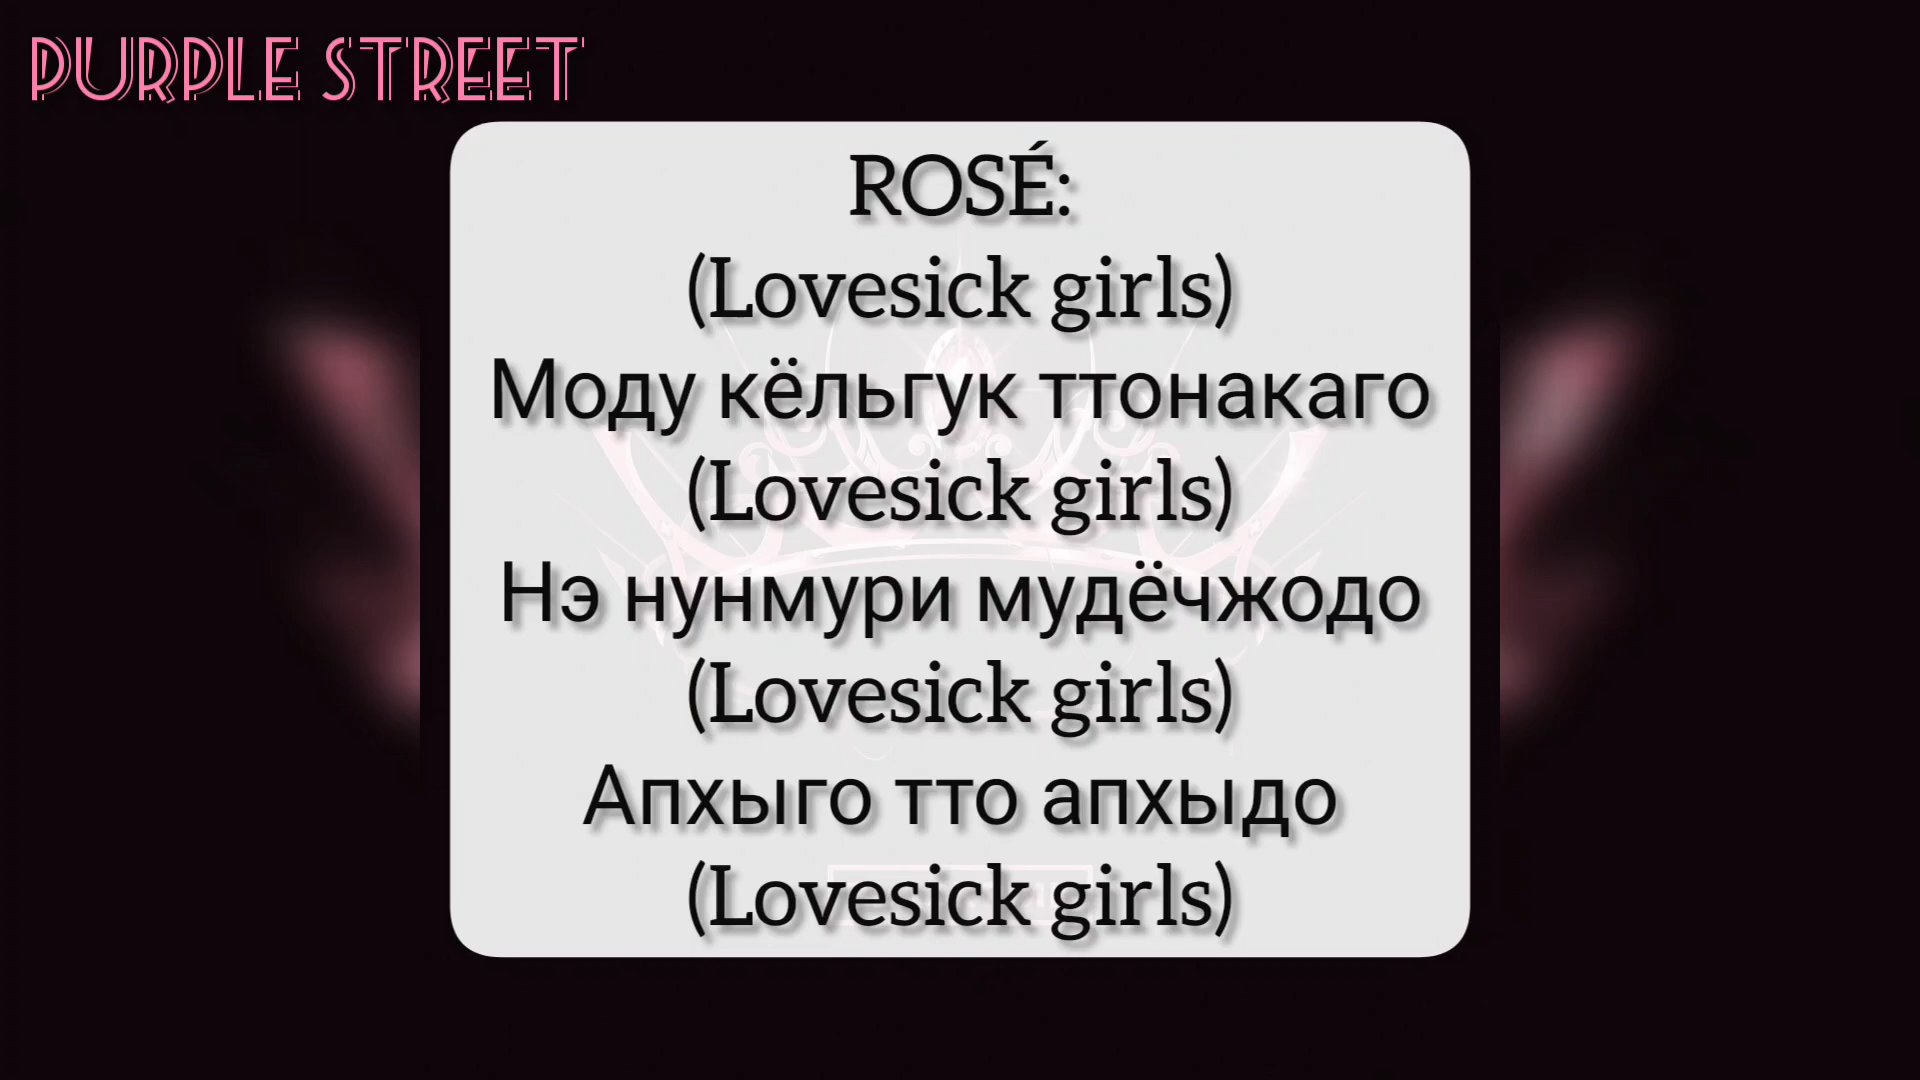 PURPLE STREET
ROSÉ:
(Lovesick girls)
Моду кёльгук ттонакаго
(Lovesick girls)
Нэ нунмури мудёчжодо
(Lovesick girls)
Апхыго тто апхыдо
(Lovesick girls)